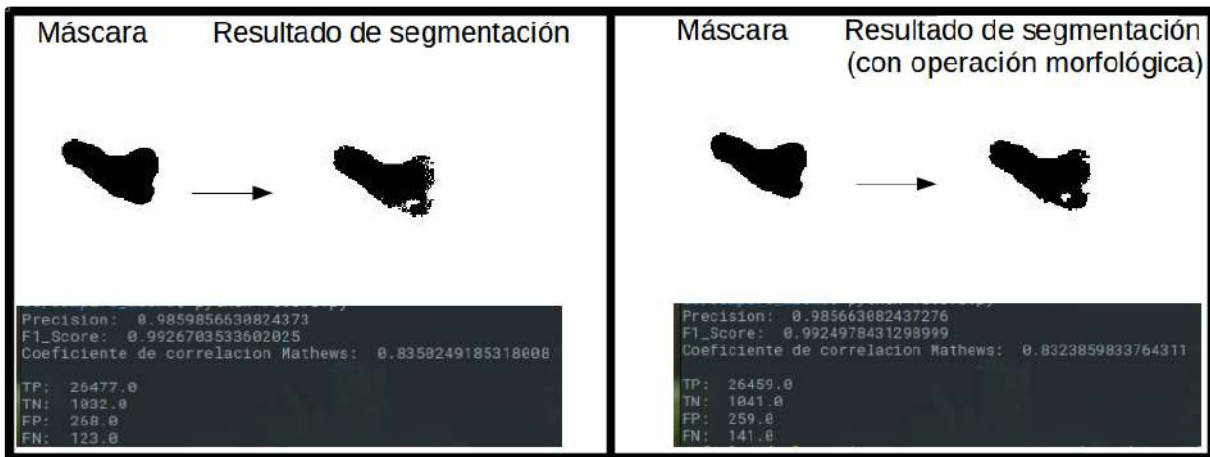 Máscara
Resultado de segmentación
Precision: 0.9859856630824373
F1_Score: 0.9926703533602025
Coeficiente de correlacion Mathews: 0.8350249185318008
TP: 26477.0
TN: 1032.0
FP: 268.0
FN: 123.0
Máscara
Resultado de segmentación
(con operación morfológica)
Precision: 0.985663082437276
F1_Score: 0.9924978431298999
Coeficiente de correlacion Mathews: 0.8323859833764311
TP: 26459.0
TN: 1041.0
FP: 259.0
FN: 141.0